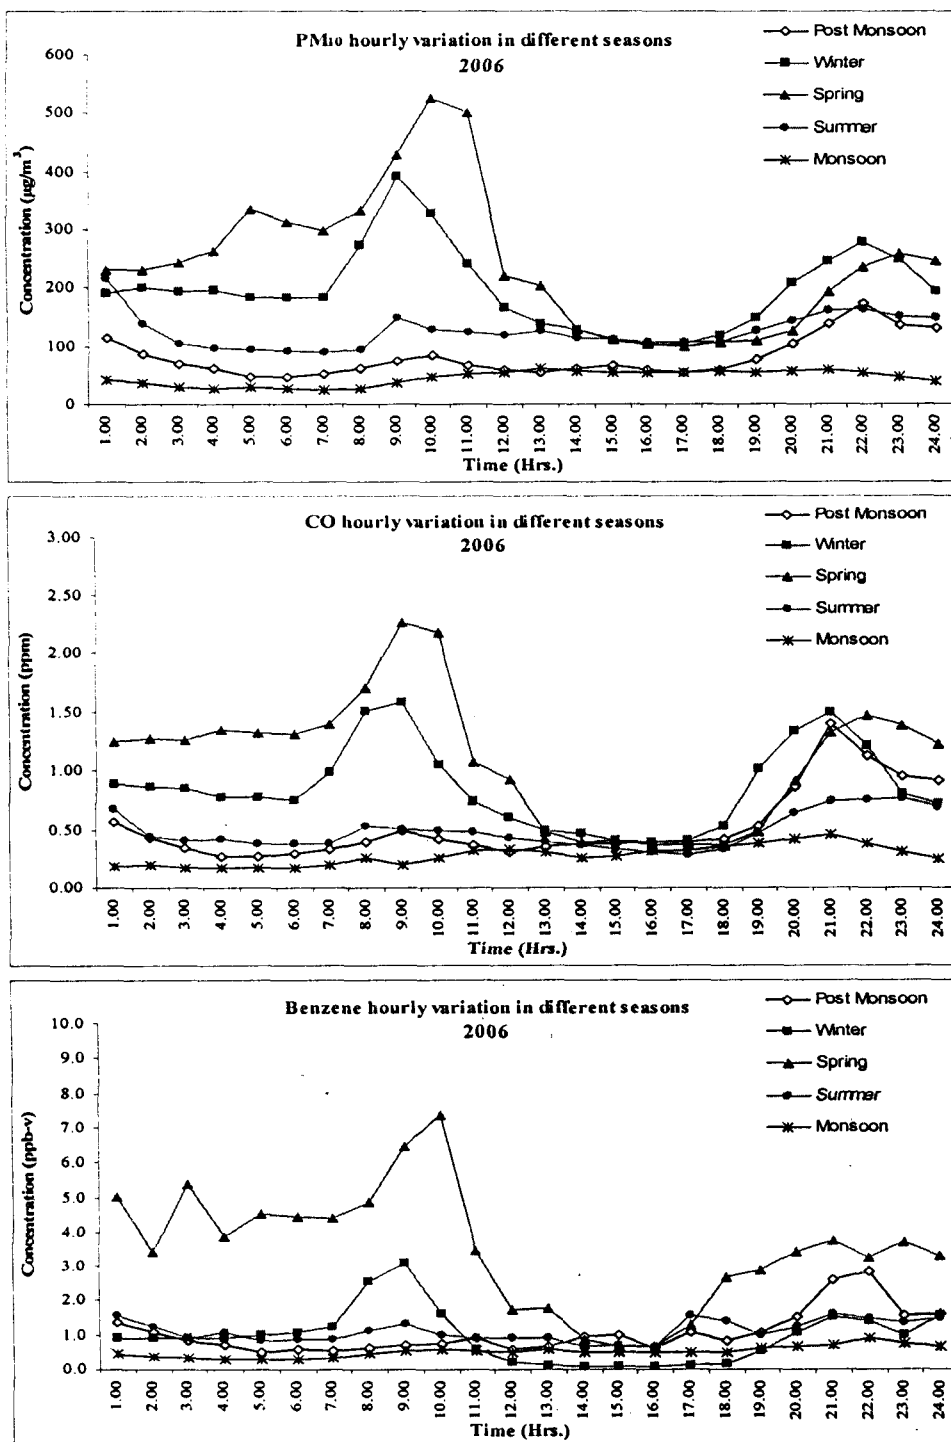 PM10 hourly variation in different seasons
2006
Post Monsoon
Winter
Spring
Summer
Monsoon
Concentration (µg/m³)
600
500
400
300
200
100
0
1.00 2.00 3.00 4.00 5.00 6.00 7.00 8.00 9.00 10.00 11.00 12.00 13.00 14.00 15.00 16.00 17.00 18.00 19.00 20.00 21.00 22.00 23.00 24.00
Time (Hrs.)
CO hourly variation in different seasons
2006
Post Monsoon
Winter
Spring
Summer
Monsoon
Concentration (ppm)
3.00
2.50
2.00
1.50
1.00
0.50
0.00
1.00 2.00 3.00 4.00 5.00 6.00 7.00 8.00 9.00 10.00 11.00 12.00 13.00 14.00 15.00 16.00 17.00 18.00 19.00 20.00 21.00 22.00 23.00 24.00
Time (Hrs.)
Benzene hourly variation in different seasons
2006
Post Monsoon
Winter
Spring
Summer
Monsoon
Concentration (ppb-v)
10.0
9.0
8.0
7.0
6.0
5.0
4.0
3.0
2.0
1.0
0.0
1.00 2.00 3.00 4.00 5.00 6.00 7.00 8.00 9.00 10.00 11.00 12.00 13.00 14.00 15.00 16.00 17.00 18.00 19.00 20.00 21.00 22.00 23.00 24.00
Time (Hrs.)